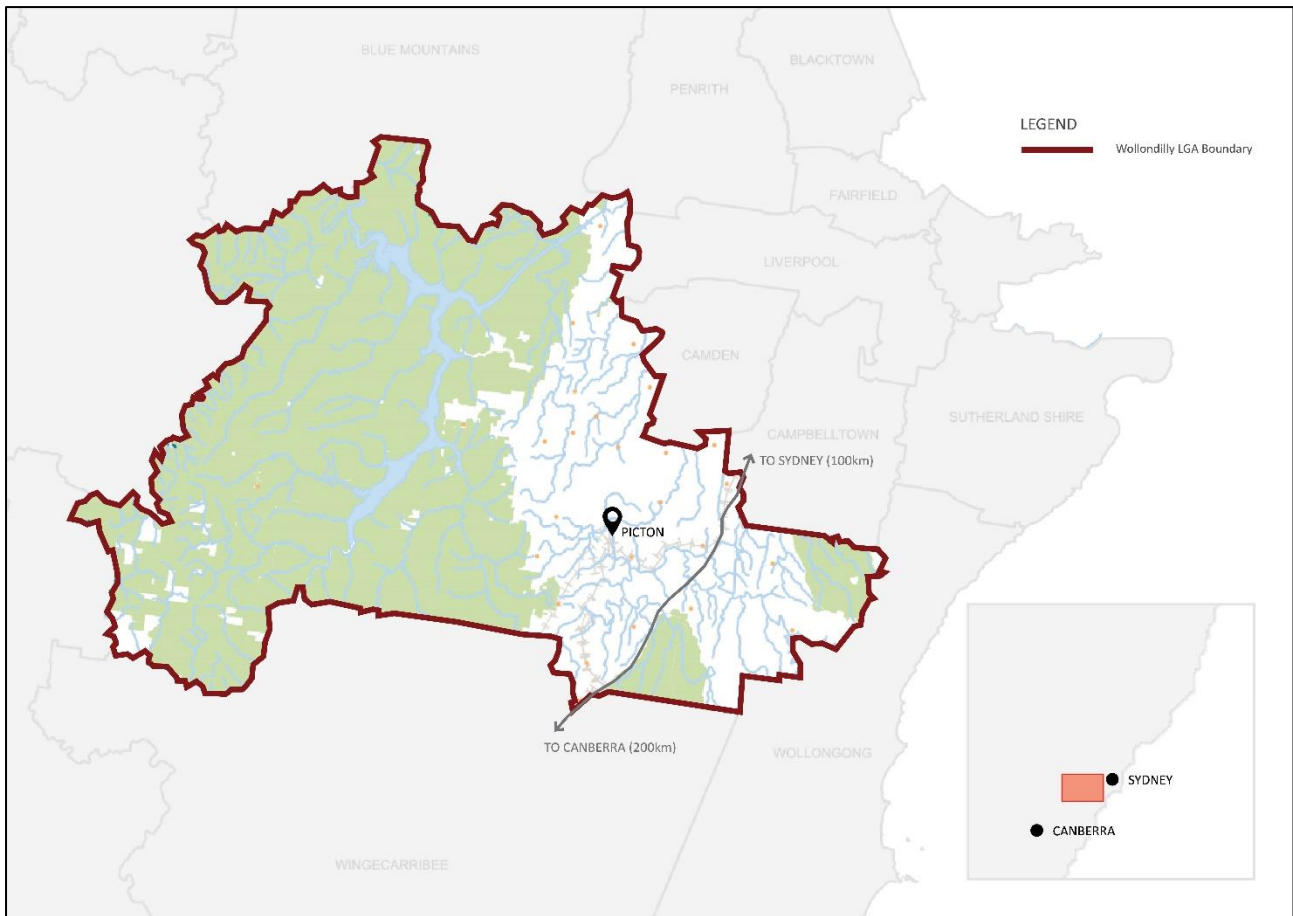 BLUE MOUNTAINS
BLACKTOWN
PENRITH
LEGEND
Wollondilly LGA Boundary
FAIRFIELD
LIVERPOOL
CAMDEN
SUTHERLAND SHIRE
CAMPBELLTOWN
TO SYDNEY (100km)
PICTON
TO CANBERRA (200km)
WOLLONGONG
SYDNEY
CANBERRA
WINGECARRIBEE